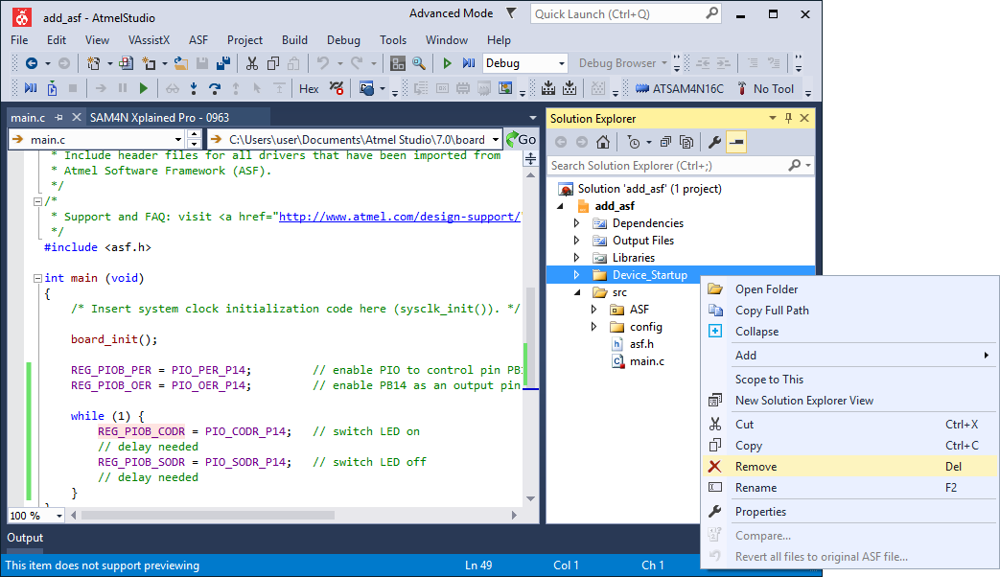 add_asf - AtmelStudio
Advanced Mode
Quick Launch (Ctrl+Q)
File Edit View VAssistX ASF Project Build Debug Tools Window Help
Debug
Debug Browser
Hex
ATSAM4N16C
No Tool
main.c
SAM4N Xplained Pro - 0963
main.c
C:\Users\user\Documents\Atmel Studio\7.0\board
Go
* Include header files for all drivers that have been imported from
* Atmel Software Framework (ASF).
*/
/*
* Support and FAQ: visit <a href="http://www.atmel.com/design-support/
*/
#include <asf.h>
int main (void)
{
/* Insert system clock initialization code here (sysclk_init()). */
board_init();
REG_PIOB_PER = PIO_PER_P14; // enable PIO to control pin PB1
REG_PIOB_OER = PIO_OER_P14; // enable PB14 as an output pin
while (1) {
REG_PIOB_CODR = PIO_CODR_P14; // switch LED on
// delay needed
REG_PIOB_SODR = PIO_SODR_P14; // switch LED off
// delay needed
}
100 %
Solution Explorer
Search Solution Explorer (Ctrl+;)
Solution 'add_asf' (1 project)
add_asf
Dependencies
Output Files
Libraries
Device_Startup
src
ASF
config
asf.h
main.c
Open Folder
Copy Full Path
Collapse
Add
Scope to This
New Solution Explorer View
Cut Ctrl+X
Copy Ctrl+C
Remove Del
Rename F2
Properties
Compare...
Revert all files to original ASF file...
Output
This item does not support previewing
Ln 49
Col 1
Ch 1